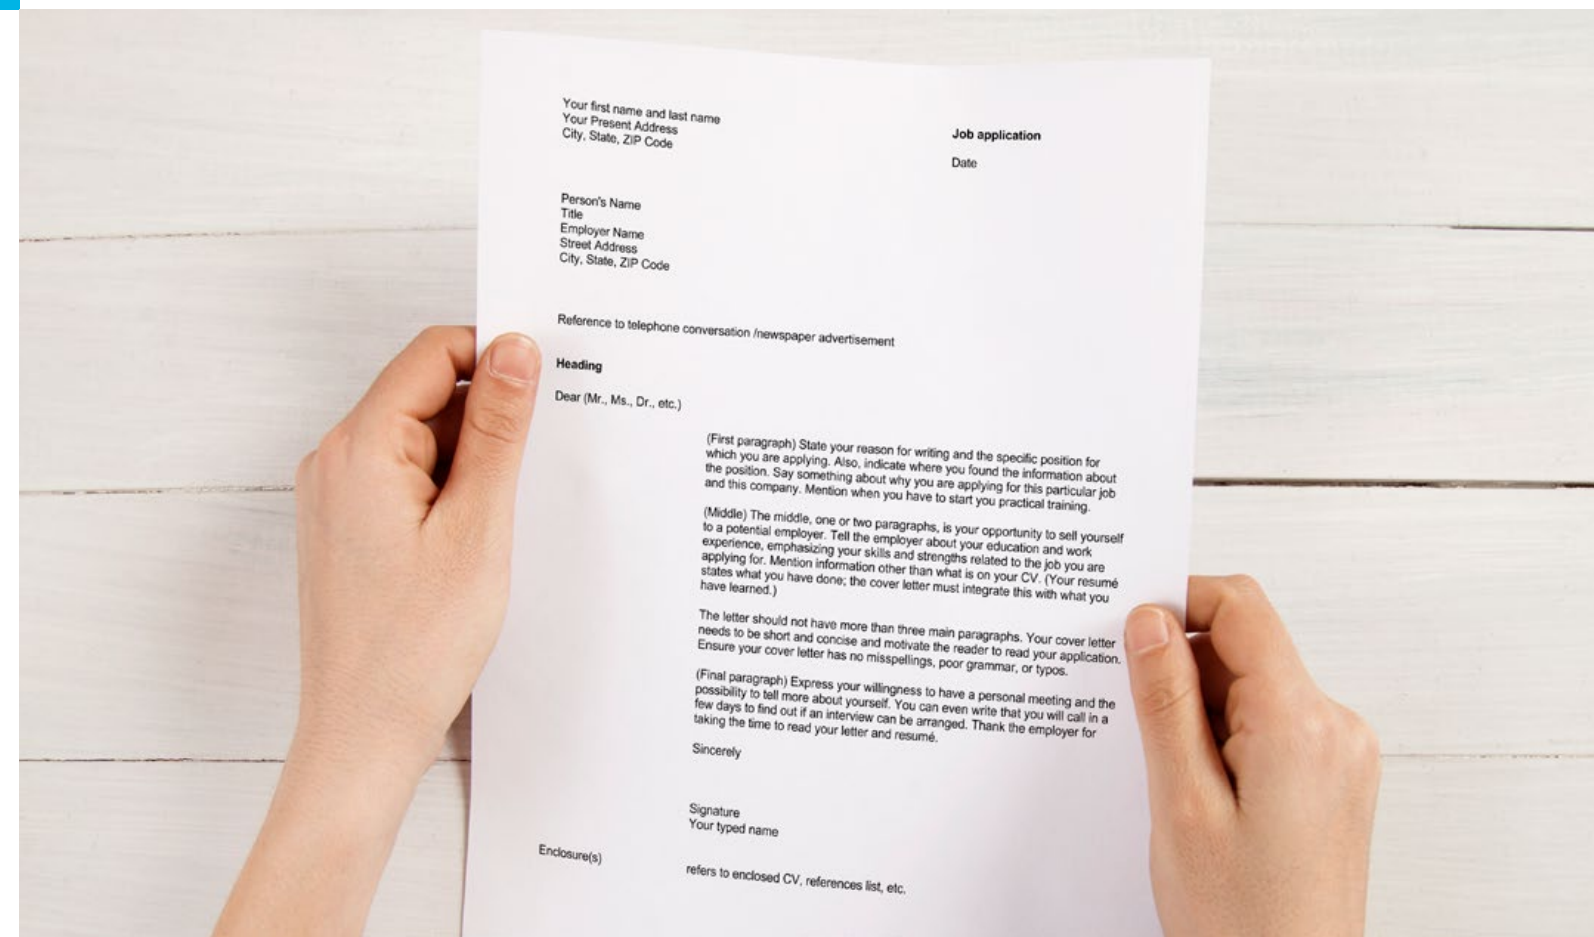 Your first name and last name
Your Present Address
City, State, ZIP Code
Job application
Date
Person's Name
Title
Employer Name
Street Address
City, State, ZIP Code
Reference to telephone conversation /newspaper advertisement
Heading
Dear (Mr., Ms., Dr., etc.)
(First paragraph) State your reason for writing and the specific position for
which you are applying. Also, indicate where you found the information about
the position. Say something about why you are applying for this particular job
and this company. Mention when you have to start you practical training.
(Middle) The middle, one or two paragraphs, is your opportunity to sell yourself
to a potential employer. Tell the employer about your education and work
experience, emphasizing your skills and strengths related to the job you are
applying for. Mention information other than what is on your CV. (Your resumé
states what you have done; the cover letter must integrate this with what you
have learned.)
The letter should not have more than three main paragraphs. Your cover letter
needs to be short and concise and motivate the reader to read your application.
Ensure your cover letter has no misspellings, poor grammar, or typos.
(Final paragraph) Express your willingness to have a personal meeting and the
possibility to tell more about yourself. You can even write that you will call in a
few days to find out if an interview can be arranged. Thank the employer for
taking the time to read your letter and resumé.
Sincerely
Signature
Your typed name
Enclosure(s)
refers to enclosed CV, references list, etc.